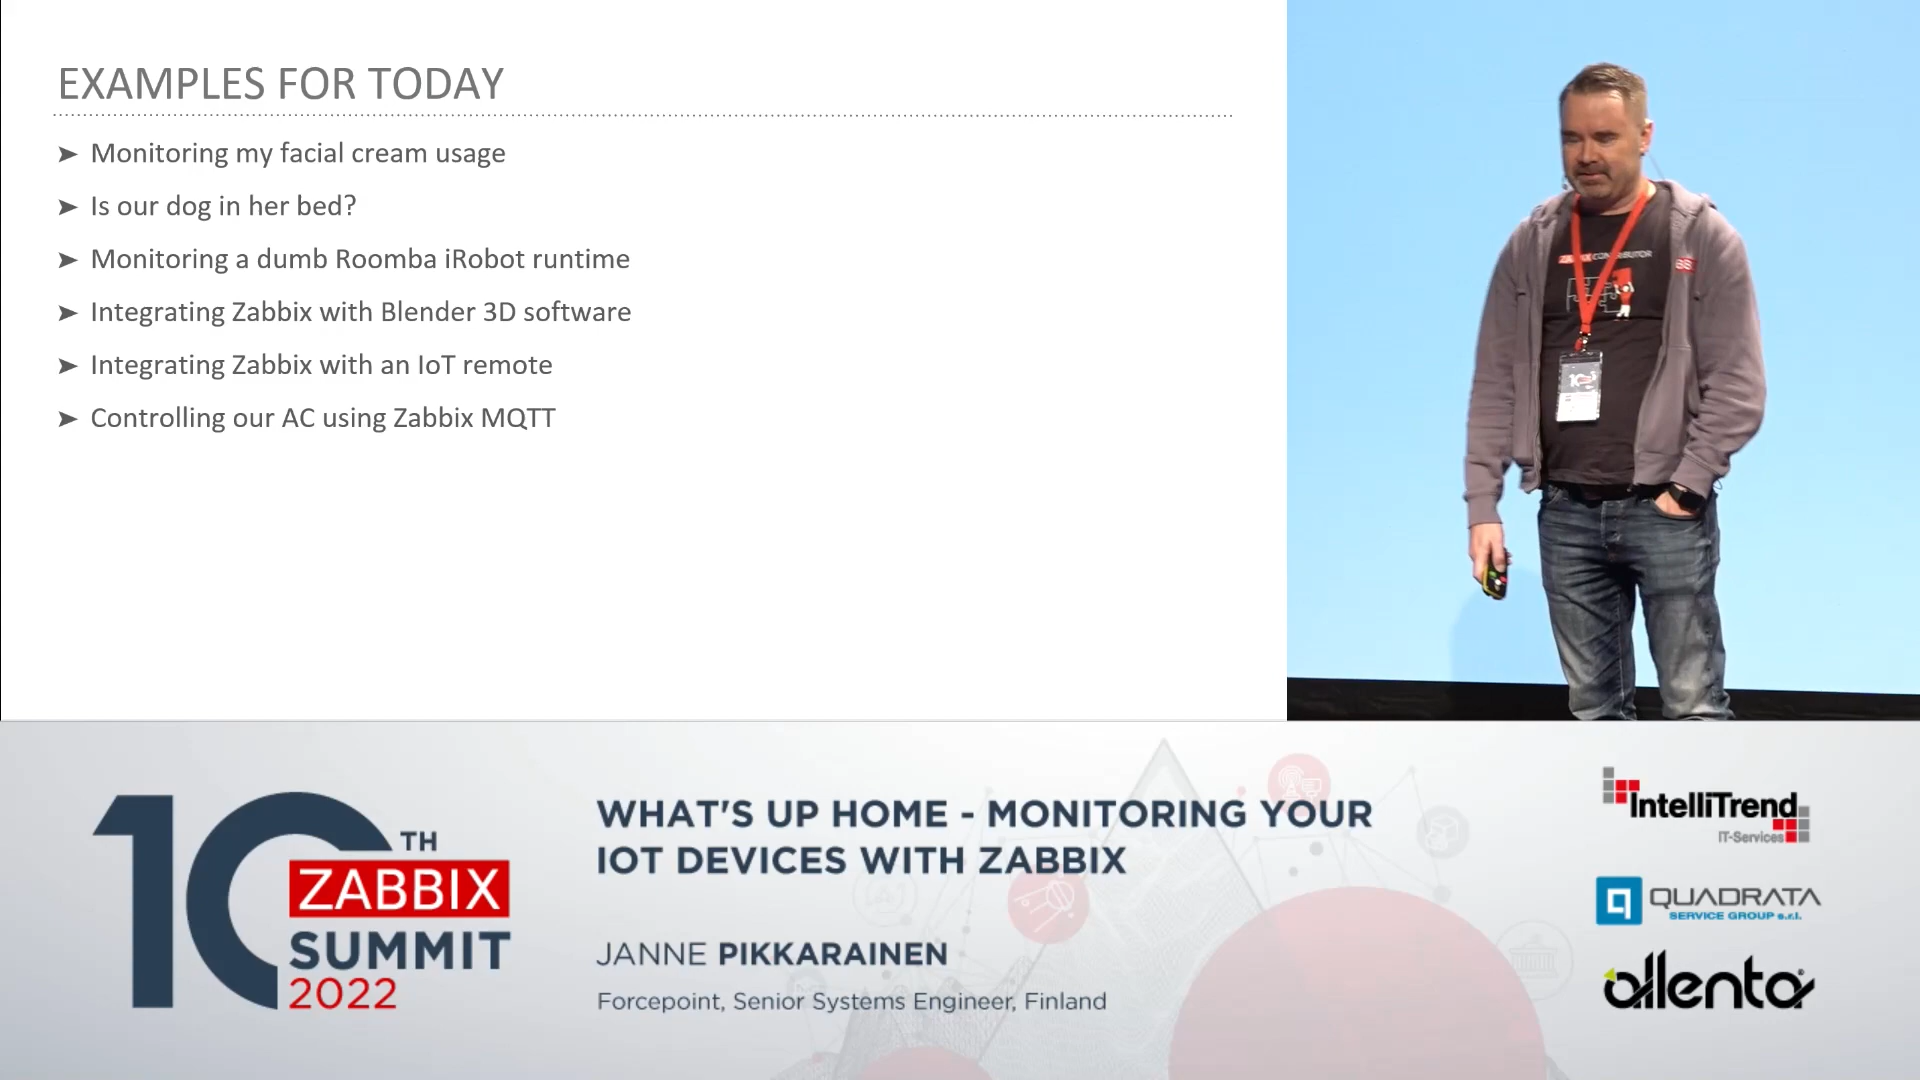 EXAMPLES FOR TODAY
➤ Monitoring my facial cream usage
➤ Is our dog in her bed?
➤ Monitoring a dumb Roomba iRobot runtime
➤ Integrating Zabbix with Blender 3D software
➤ Integrating Zabbix with an IoT remote
➤ Controlling our AC using Zabbix MQTT
ZABBIX CONTRIBUTOR
10
TH
ZABBIX
SUMMIT
2022
WHAT'S UP HOME - MONITORING YOUR
IOT DEVICES WITH ZABBIX
JANNE PIKKARAINEN
Forcepoint, Senior Systems Engineer, Finland
IntelliTrend
IT-Services
QUADRATA
SERVICE GROUP s.r.l.
allenta